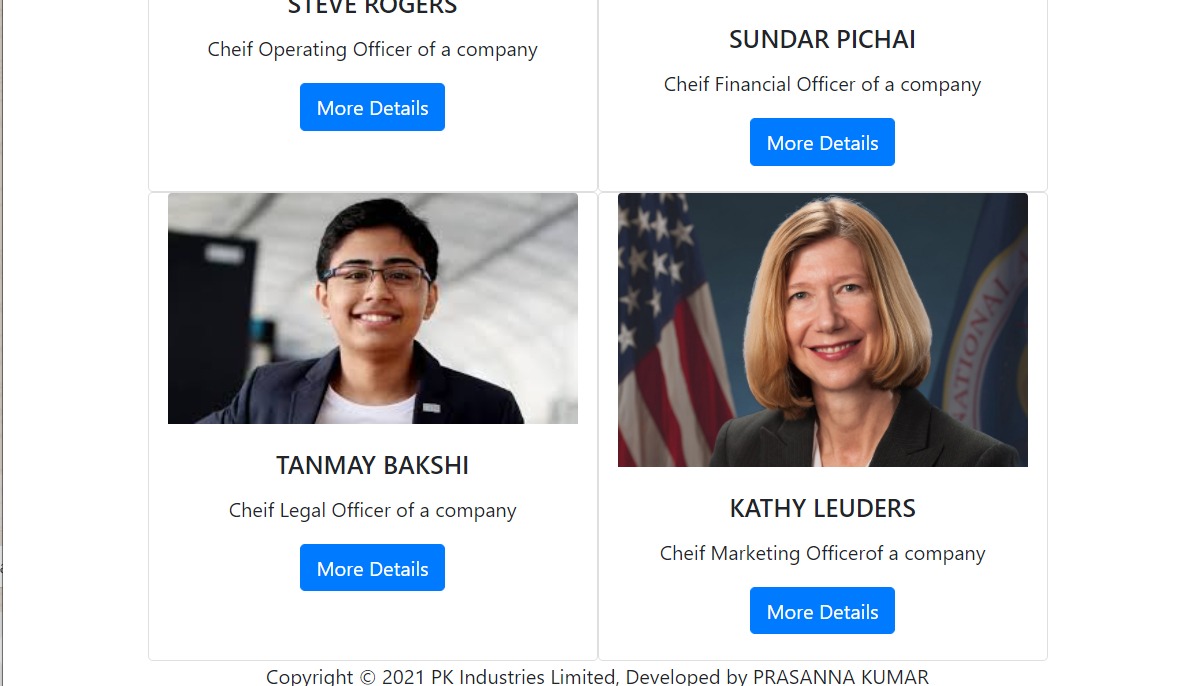 STEVE ROGERS
Cheif Operating Officer of a company
More Details
SUNDAR PICHAI
Cheif Financial Officer of a company
More Details
NATIONAL A
TANMAY BAKSHI
Cheif Legal Officer of a company
More Details
KATHY LEUDERS
Cheif Marketing Officerof a company
More Details
Copyright © 2021 PK Industries Limited, Developed by PRASANNA KUMAR